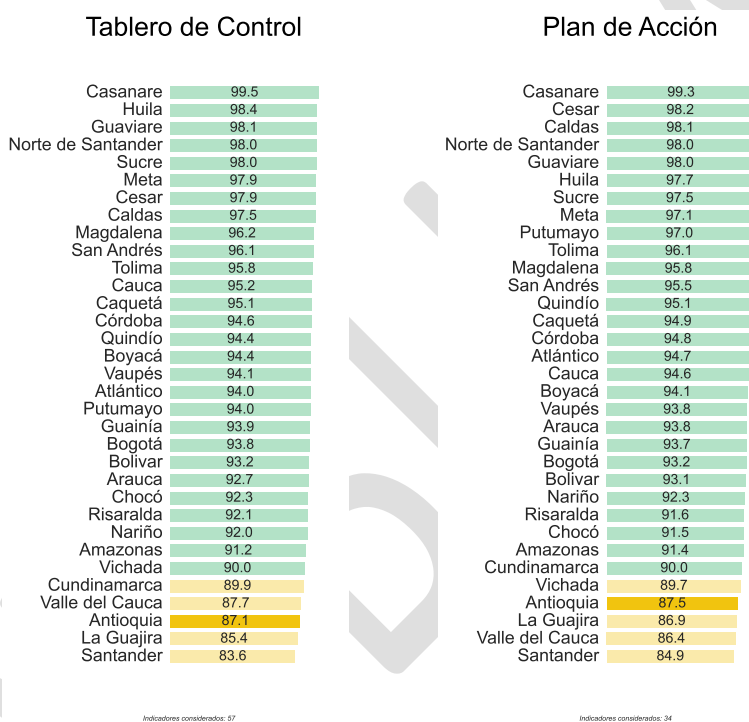 Tablero de Control
Casanare 99.5
Huila 98.4
Guaviare 98.1
Norte de Santander 98.0
Sucre 98.0
Meta 97.9
Cesar 97.9
Caldas 97.5
Magdalena 96.2
San Andrés 96.1
Tolima 95.8
Cauca 95.2
Caquetá 95.1
Córdoba 94.6
Quindío 94.4
Boyacá 94.4
Vaupés 94.1
Atlántico 94.0
Putumayo 94.0
Guainía 93.9
Bogotá 93.8
Bolivar 93.2
Arauca 92.7
Chocó 92.3
Risaralda 92.1
Nariño 92.0
Amazonas 91.2
Vichada 90.0
Cundinamarca 89.9
Valle del Cauca 87.7
Antioquia 87.1
La Guajira 85.4
Santander 83.6
Indicadores considerados: 57
Plan de Acción
Casanare 99.3
Cesar 98.2
Caldas 98.1
Norte de Santander 98.0
Guaviare 98.0
Huila 97.7
Sucre 97.5
Meta 97.1
Putumayo 97.0
Tolima 96.1
Magdalena 95.8
San Andrés 95.5
Quindío 95.1
Caquetá 94.9
Córdoba 94.8
Atlántico 94.7
Cauca 94.6
Boyacá 94.1
Vaupés 93.8
Arauca 93.8
Guainía 93.7
Bogotá 93.2
Bolivar 93.1
Nariño 92.3
Risaralda 91.6
Chocó 91.5
Amazonas 91.4
Cundinamarca 90.0
Vichada 89.7
Antioquia 87.5
La Guajira 86.9
Valle del Cauca 86.4
Santander 84.9
Indicadores considerados: 34